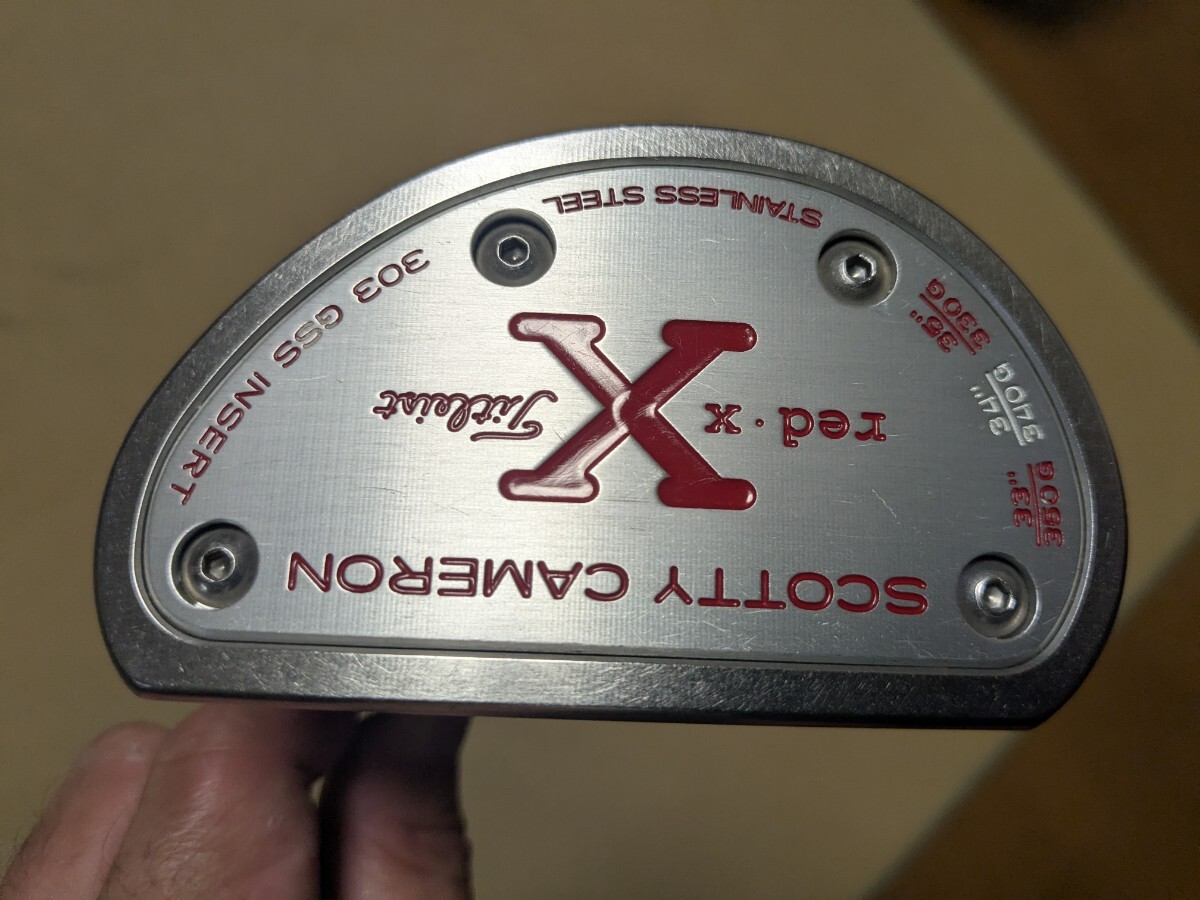 SCOTTY CAMERON
33"
350G
34"
340G
35"
330G
red·x
X
Titleist
303 GSS INSERT
STAINLESS STEEL